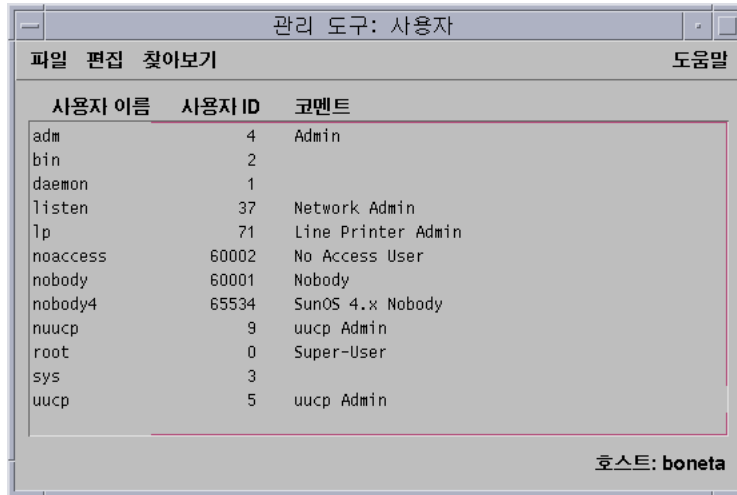 관리 도구: 사용자
파일 편집 찾아보기 도움말
사용자 이름 사용자 ID 코멘트
adm 4 Admin
bin 2
daemon 1
listen 37 Network Admin
lp 71 Line Printer Admin
noaccess 60002 No Access User
nobody 60001 Nobody
nobody4 65534 SunOS 4.x Nobody
nuucp 9 uucp Admin
root 0 Super-User
sys 3
uucp 5 uucp Admin
호스트: boneta